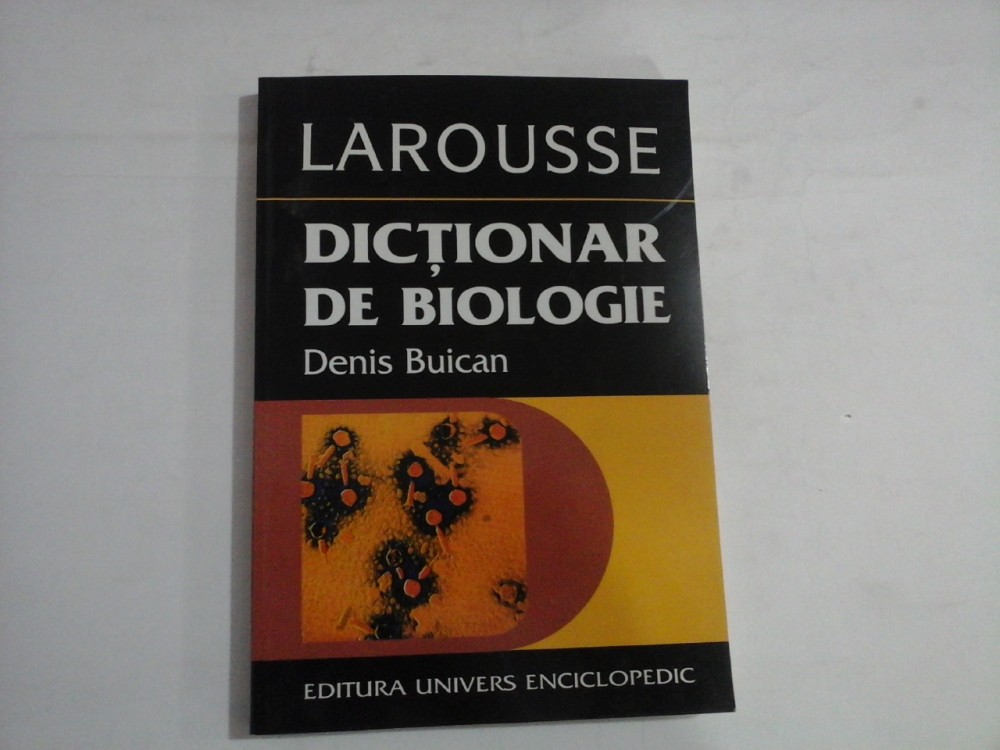 LAROUSSE
DICȚIONAR
DE BIOLOGIE
Denis Buican
EDITURA UNIVERS ENCICLOPEDIC